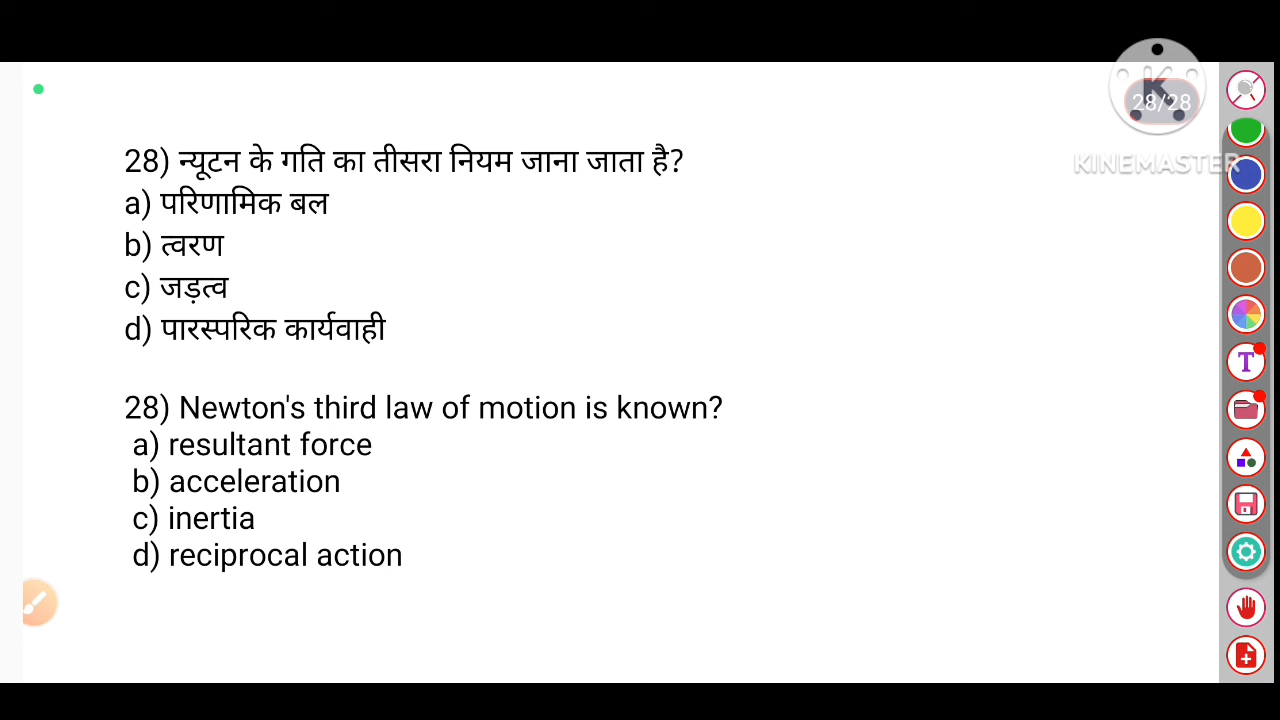 28/28
KINEMASTER
28) न्यूटन के गति का तीसरा नियम जाना जाता है?
a) परिणामिक बल
b) त्वरण
c) जड़त्व
d) पारस्परिक कार्यवाही
28) Newton's third law of motion is known?
a) resultant force
b) acceleration
c) inertia
d) reciprocal action
T